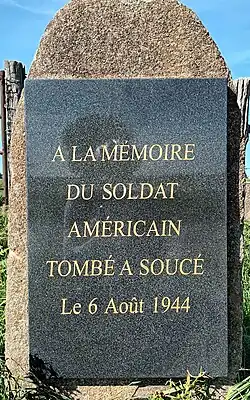 A LA MÉMOIRE
DU SOLDAT
AMÉRICAIN
TOMBÉ A SOUCÉ
Le 6 Août 1944